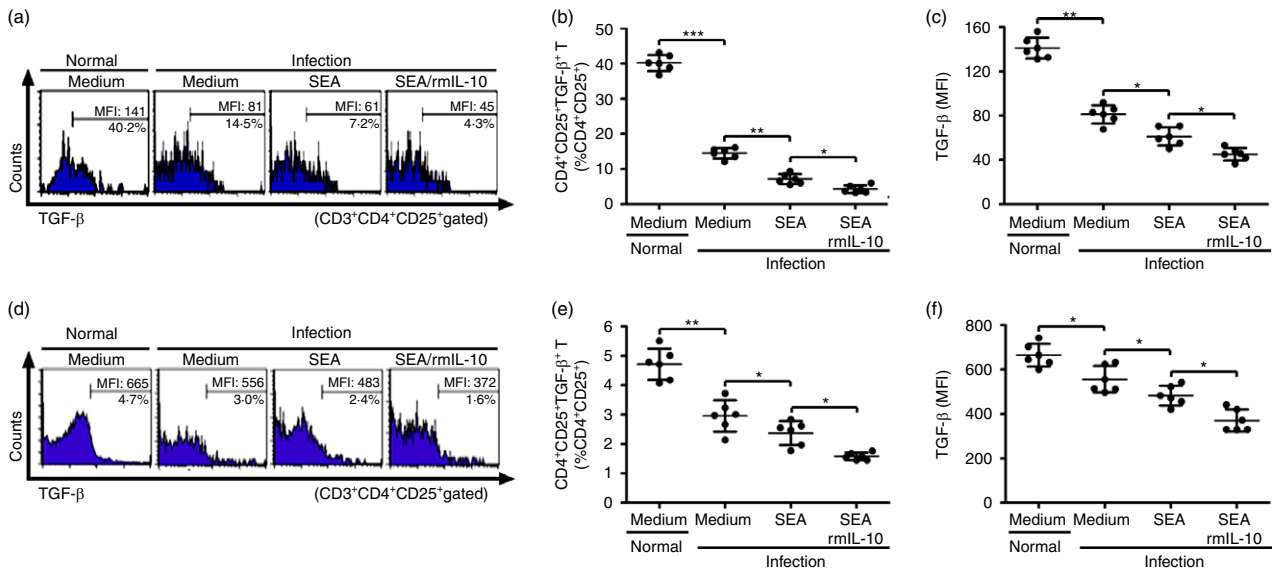 (a)
Normal
Infection
Medium
Medium
SEA
SEA/rmIL-10
MFI: 141
40·2%
MFI: 81
14·5%
MFI: 61
7·2%
MFI: 45
4·3%
Counts
TGF-β
(CD3⁺CD4⁺CD25⁺gated)
(b)
CD4⁺CD25⁺TGF-β⁺ T
(%CD4⁺CD25⁺)
50
40
30
20
10
0
***
**
*
Medium
Medium
SEA
SEA
rmIL-10
Normal
Infection
(c)
TGF-β (MFI)
160
120
80
40
0
**
*
*
Medium
Medium
SEA
SEA
rmIL-10
Normal
Infection
(d)
Normal
Infection
Medium
Medium
SEA
SEA/rmIL-10
MFI: 665
4·7%
MFI: 556
3·0%
MFI: 483
2·4%
MFI: 372
1·6%
Counts
TGF-β
(CD3⁺CD4⁺CD25⁺gated)
(e)
CD4⁺CD25⁺TGF-β⁺ T
(%CD4⁺CD25⁺)
6
5
4
3
2
1
0
**
*
*
Medium
Medium
SEA
SEA
rmIL-10
Normal
Infection
(f)
TGF-β (MFI)
800
600
400
200
0
*
*
*
Medium
Medium
SEA
SEA
rmIL-10
Normal
Infection